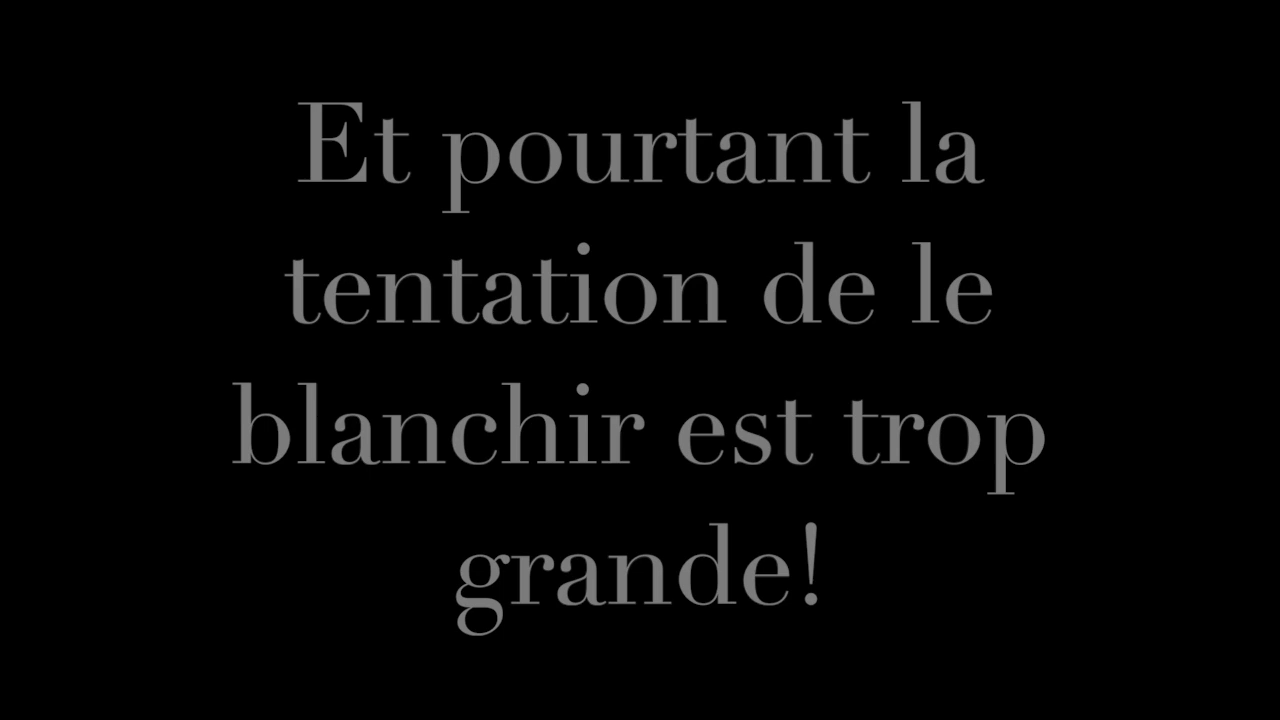 Et pourtant la
tentation de le
blanchir est trop
grande!